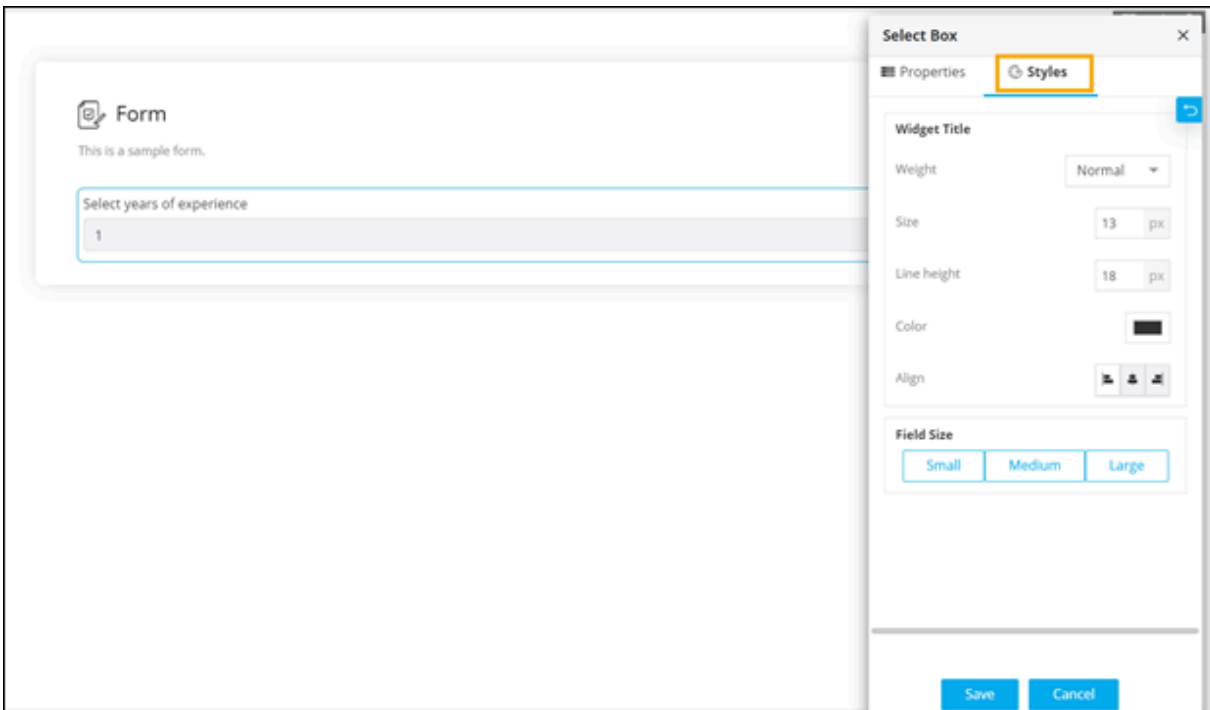 Form
This is a sample form.
Select years of experience
1
Select Box
Properties
Styles
Widget Title
Weight
Normal
Size
13 px
Line height
18 px
Color
Align
Field Size
Small Medium Large
Save Cancel